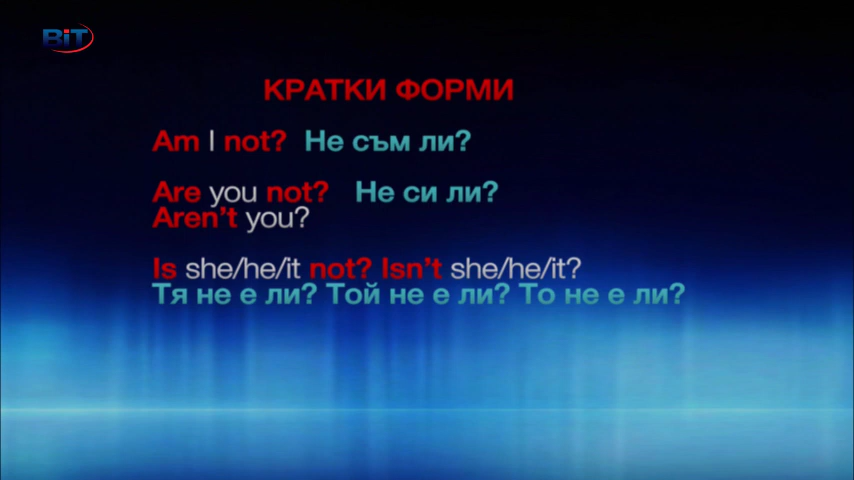 BiT
КРАТКИ ФОРМИ
Am I not? Не съм ли?
Are you not? Не си ли?
Aren't you?
Is she/he/it not? Isn't she/he/it?
Тя не е ли? Той не е ли? То не е ли?